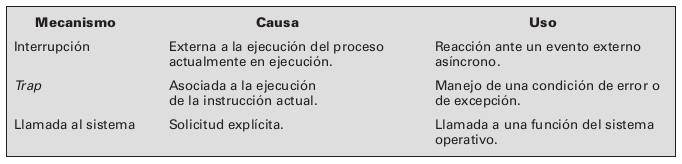 Mecanismo Causa Uso
Interrupción Externa a la ejecución del proceso Reacción ante un evento externo
actualmente en ejecución. asíncrono.
Trap Asociada a la ejecución Manejo de una condición de error o
de la instrucción actual. de excepción.
Llamada al sistema Solicitud explícita. Llamada a una función del sistema
operativo.